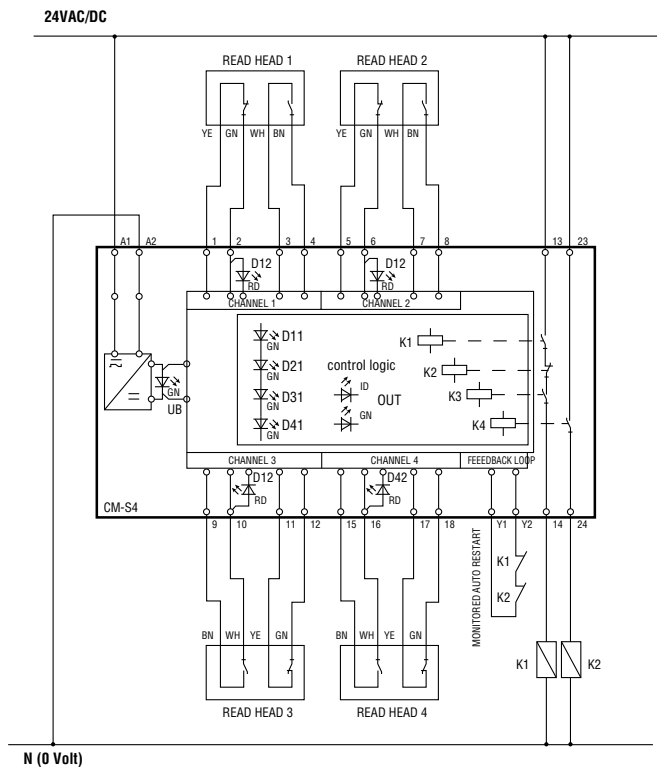 24VAC/DC
READ HEAD 1 READ HEAD 2
YE GN WH BN YE GN WH BN
A1 A2 1 2 3 4 5 6 7 8 13 23
D12 D12
RD RD
CHANNEL 1 CHANNEL 2
D11 K1
GN
D21 control logic K2
GN
ID
D31 OUT K3
GN GN
D41 K4
GN
GN
UB
CHANNEL 3 CHANNEL 4 FEEEDBACK LOOP
D12 D42
RD RD
CM-S4
9 10 11 12 15 16 17 18 Y1 Y2 14 24
MONITORED AUTO RESTART
K1
K2
BN WH YE GN BN WH YE GN
K1 K2
READ HEAD 3 READ HEAD 4
N (0 Volt)